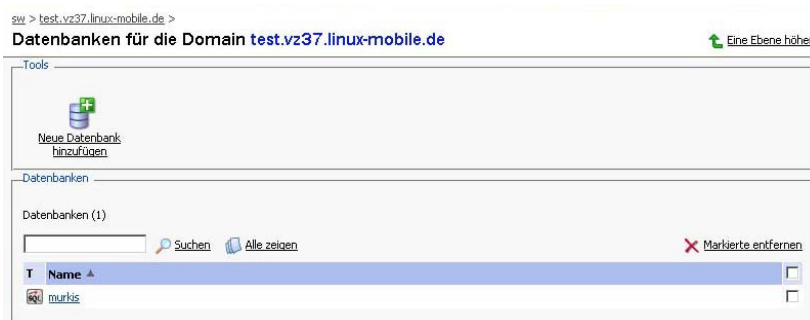 sw > test.vz37.linux-mobile.de >
Datenbanken für die Domain test.vz37.linux-mobile.de
Eine Ebene höher
Tools
Neue Datenbank
hinzufügen
Datenbanken
Datenbanken (1)
Suchen Alle zeigen Markierte entfernen
T Name
SQL murkis